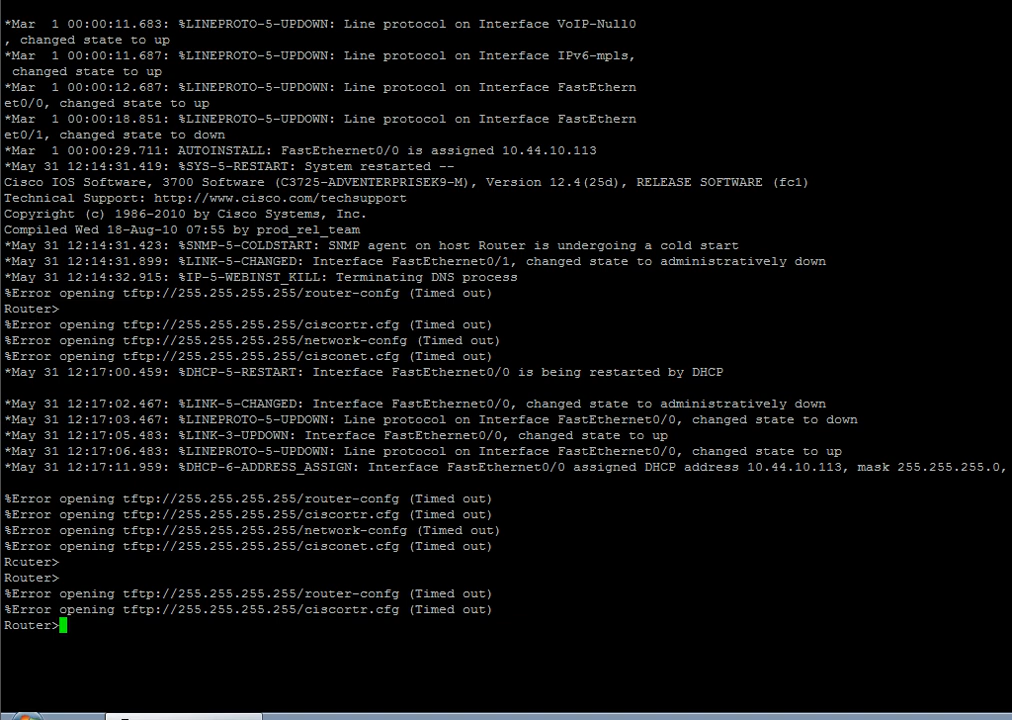 *Mar  1 00:00:11.683: %LINEPROTO-5-UPDOWN: Line protocol on Interface VoIP-Null0
, changed state to up
*Mar  1 00:00:11.687: %LINEPROTO-5-UPDOWN: Line protocol on Interface IPv6-mpls,
 changed state to up
*Mar  1 00:00:12.687: %LINEPROTO-5-UPDOWN: Line protocol on Interface FastEthern
et0/0, changed state to up
*Mar  1 00:00:18.851: %LINEPROTO-5-UPDOWN: Line protocol on Interface FastEthern
et0/1, changed state to down
*Mar  1 00:00:29.711: AUTOINSTALL: FastEthernet0/0 is assigned 10.44.10.113
*May 31 12:14:31.419: %SYS-5-RESTART: System restarted --
Cisco IOS Software, 3700 Software (C3725-ADVENTERPRISEK9-M), Version 12.4(25d), RELEASE SOFTWARE (fc1)
Technical Support: http://www.cisco.com/techsupport
Copyright (c) 1986-2010 by Cisco Systems, Inc.
Compiled Wed 18-Aug-10 07:55 by prod_rel_team
*May 31 12:14:31.423: %SNMP-5-COLDSTART: SNMP agent on host Router is undergoing a cold start
*May 31 12:14:31.899: %LINK-5-CHANGED: Interface FastEthernet0/1, changed state to administratively down
*May 31 12:14:32.915: %IP-5-WEBINST_KILL: Terminating DNS process
%Error opening tftp://255.255.255.255/router-confg (Timed out)
Router>
%Error opening tftp://255.255.255.255/ciscortr.cfg (Timed out)
%Error opening tftp://255.255.255.255/network-confg (Timed out)
%Error opening tftp://255.255.255.255/cisconet.cfg (Timed out)
*May 31 12:17:00.459: %DHCP-5-RESTART: Interface FastEthernet0/0 is being restarted by DHCP
*May 31 12:17:02.467: %LINK-5-CHANGED: Interface FastEthernet0/0, changed state to administratively down
*May 31 12:17:03.467: %LINEPROTO-5-UPDOWN: Line protocol on Interface FastEthernet0/0, changed state to down
*May 31 12:17:05.483: %LINK-3-UPDOWN: Interface FastEthernet0/0, changed state to up
*May 31 12:17:06.483: %LINEPROTO-5-UPDOWN: Line protocol on Interface FastEthernet0/0, changed state to up
*May 31 12:17:11.959: %DHCP-6-ADDRESS_ASSIGN: Interface FastEthernet0/0 assigned DHCP address 10.44.10.113, mask 255.255.255.0,
%Error opening tftp://255.255.255.255/router-confg (Timed out)
%Error opening tftp://255.255.255.255/ciscortr.cfg (Timed out)
%Error opening tftp://255.255.255.255/network-confg (Timed out)
%Error opening tftp://255.255.255.255/cisconet.cfg (Timed out)
Router>
Router>
%Error opening tftp://255.255.255.255/router-confg (Timed out)
%Error opening tftp://255.255.255.255/ciscortr.cfg (Timed out)
Router>